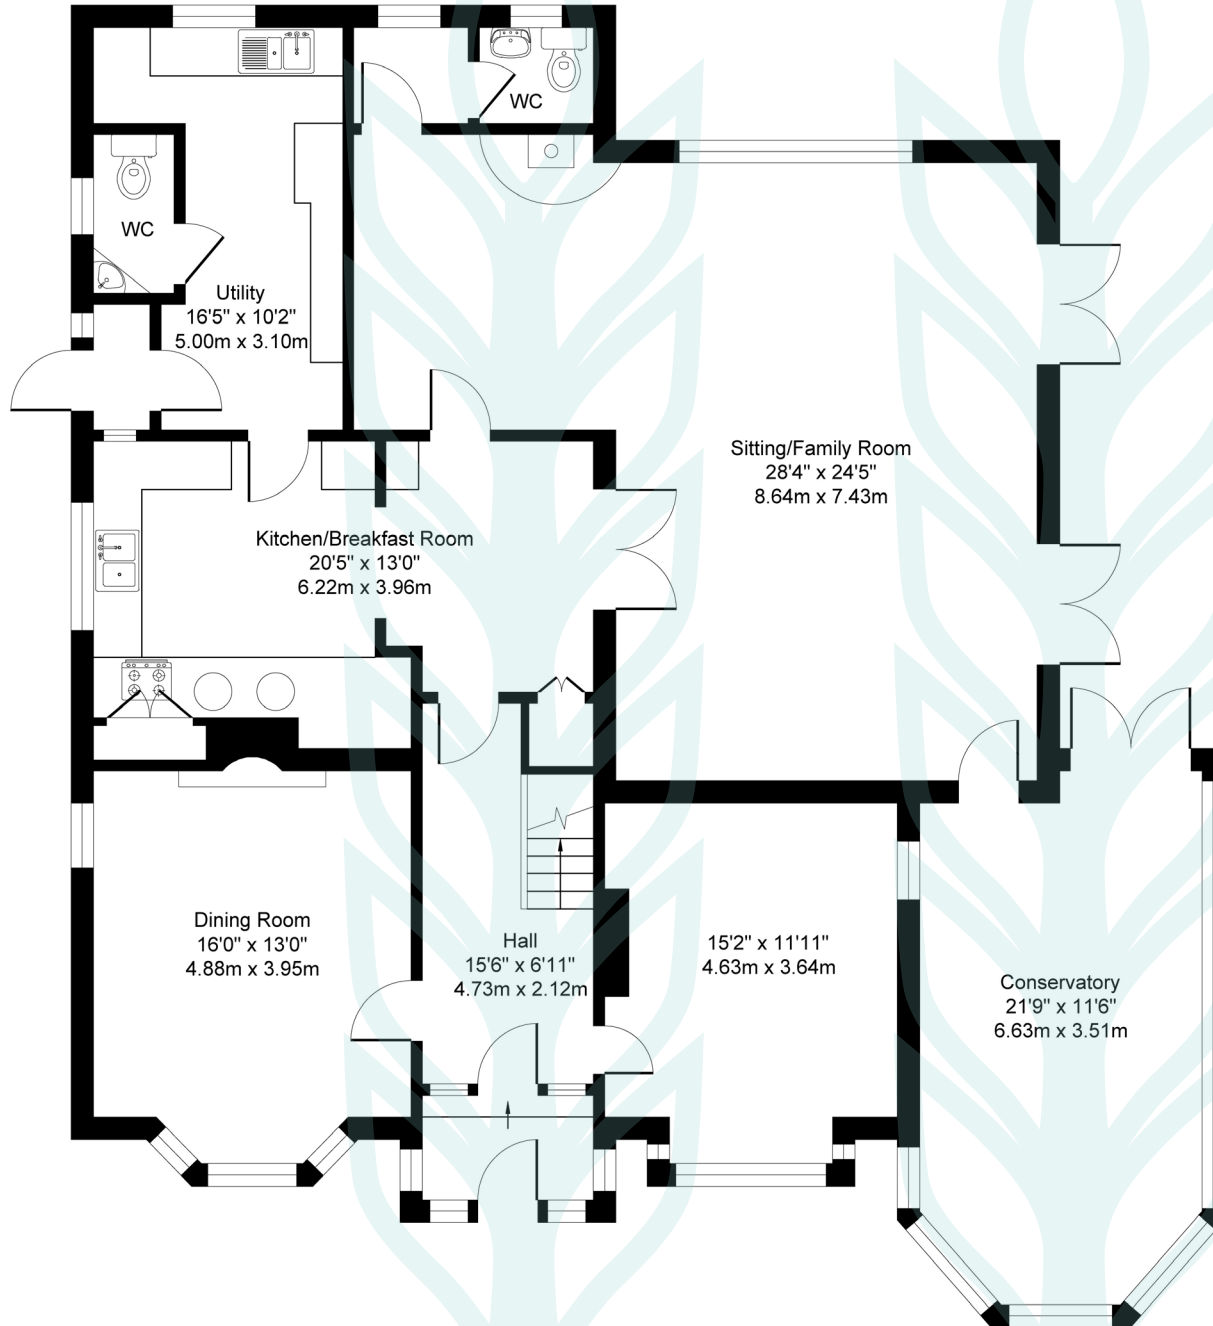 WC
WC
Utility
16'5" x 10'2"
5.00m x 3.10m
Sitting/Family Room
28'4" x 24'5"
8.64m x 7.43m
Kitchen/Breakfast Room
20'5" x 13'0"
6.22m x 3.96m
Dining Room
16'0" x 13'0"
4.88m x 3.95m
Hall
15'6" x 6'11"
4.73m x 2.12m
15'2" x 11'11"
4.63m x 3.64m
Conservatory
21'9" x 11'6"
6.63m x 3.51m